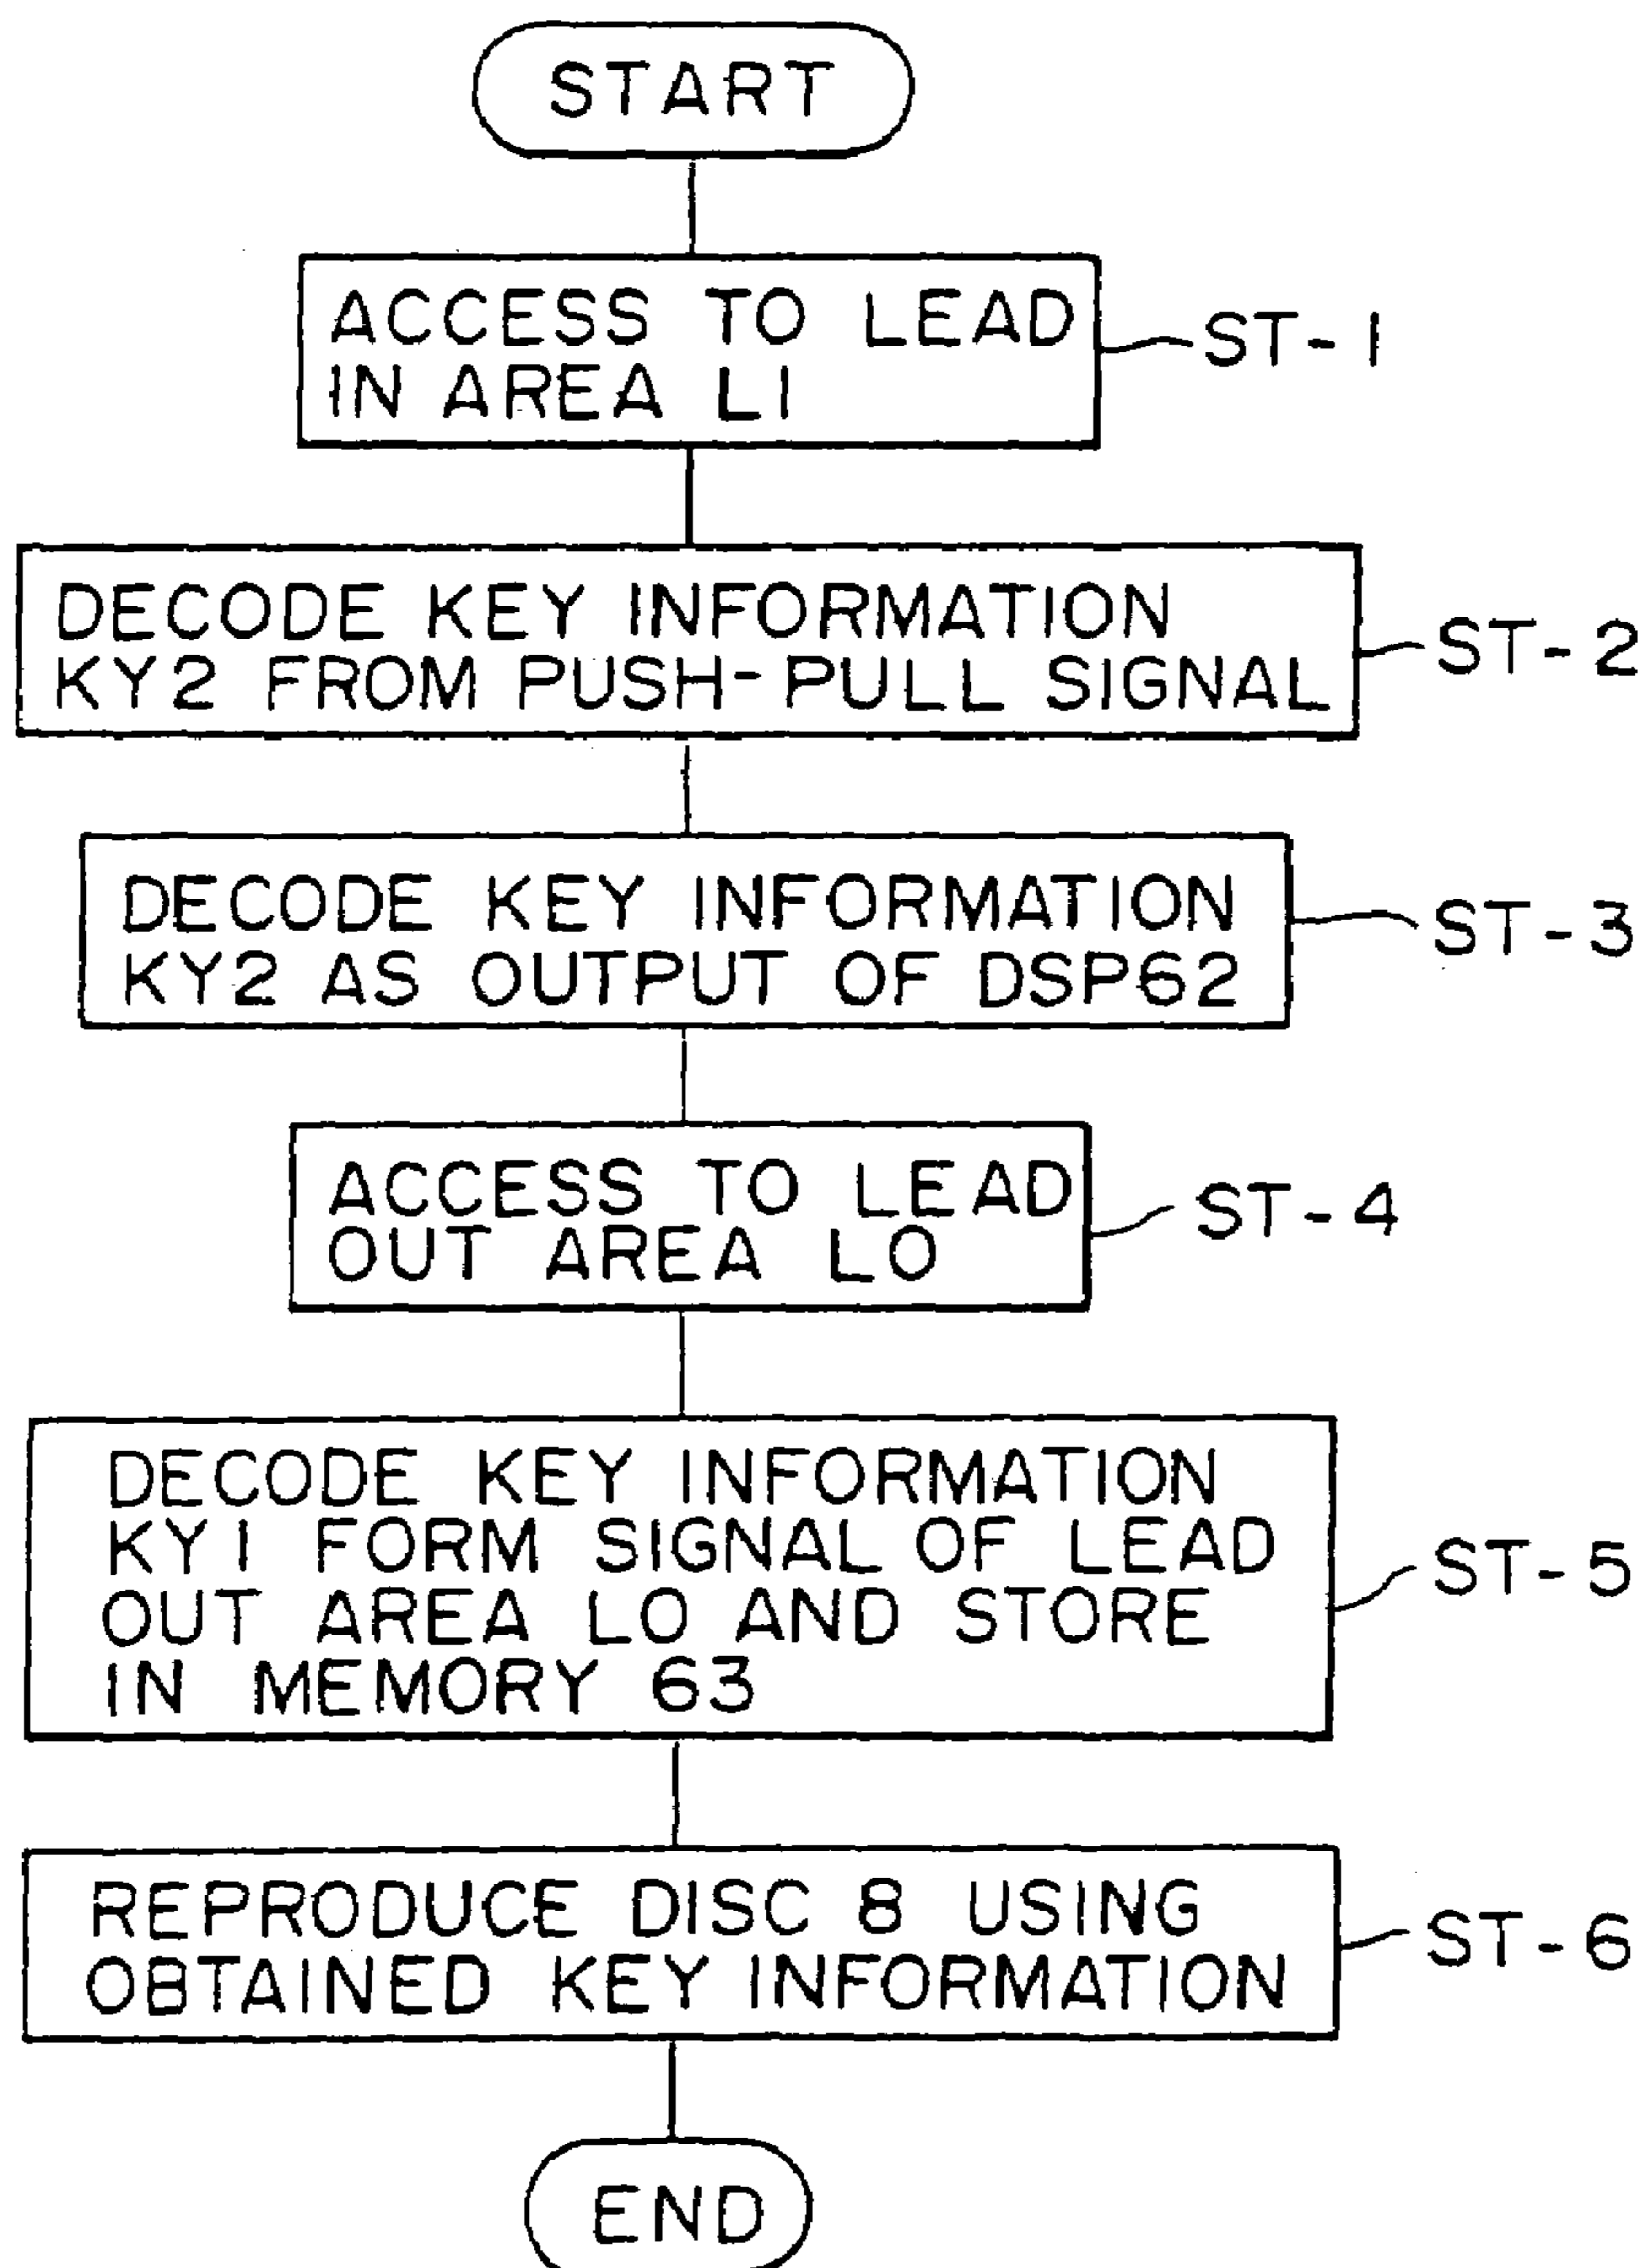 START
ACCESS TO LEAD
IN AREA LI
ST-1
DECODE KEY INFORMATION
KY2 FROM PUSH-PULL SIGNAL
ST-2
DECODE KEY INFORMATION
KY2 AS OUTPUT OF DSP62
ST-3
ACCESS TO LEAD
OUT AREA LO
ST-4
DECODE KEY INFORMATION
KY1 FORM SIGNAL OF LEAD
OUT AREA LO AND STORE
IN MEMORY 63
ST-5
REPRODUCE DISC 8 USING
OBTAINED KEY INFORMATION
ST-6
END